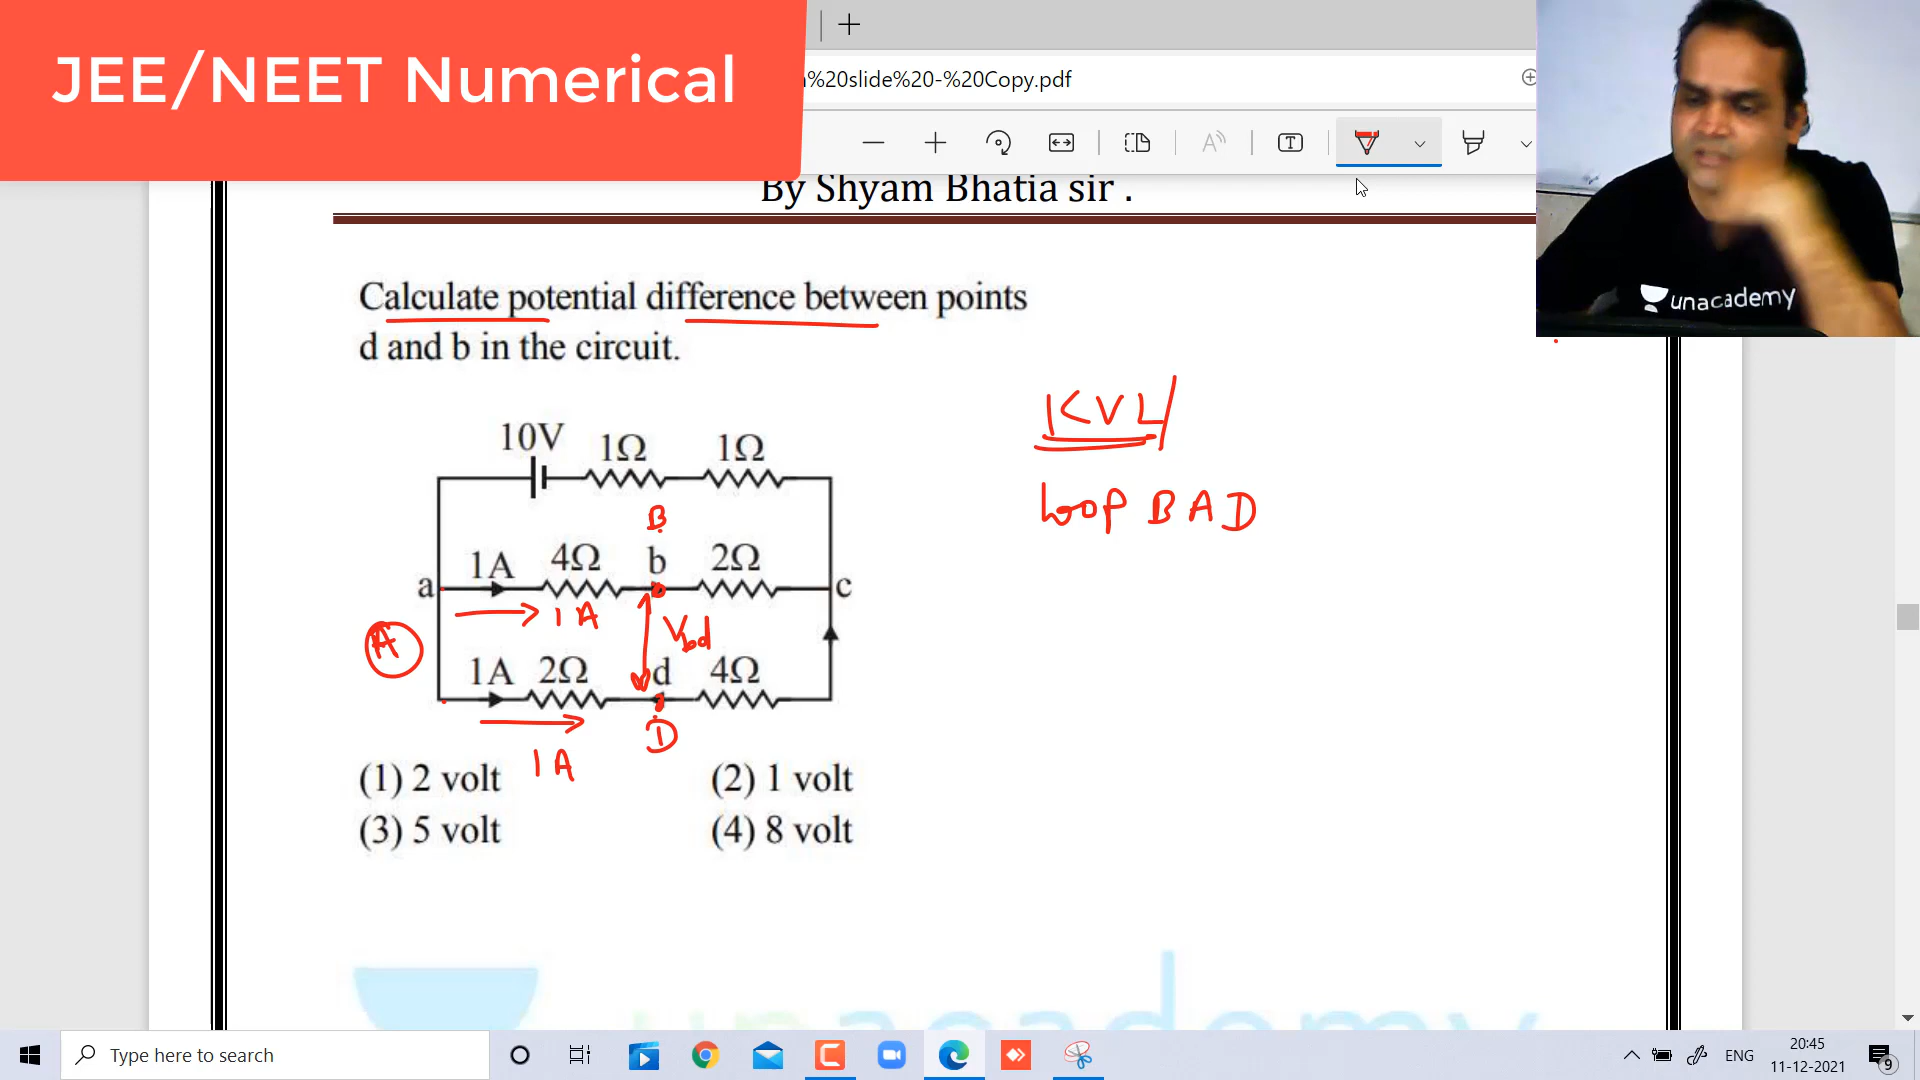 JEE/NEET Numerical
a%20slide%20-%20Copy.pdf
By Shyam Bhatia sir .
unacademy
Calculate potential difference between points
d and b in the circuit.
KVL
Loop BAD
10V 1Ω 1Ω
B
1A 4Ω b 2Ω
a c
1A
A Vbd
1A 2Ω d 4Ω
D
1A
(1) 2 volt (2) 1 volt
(3) 5 volt (4) 8 volt
unacademy
Type here to search
ENG
20:45
11-12-2021
9